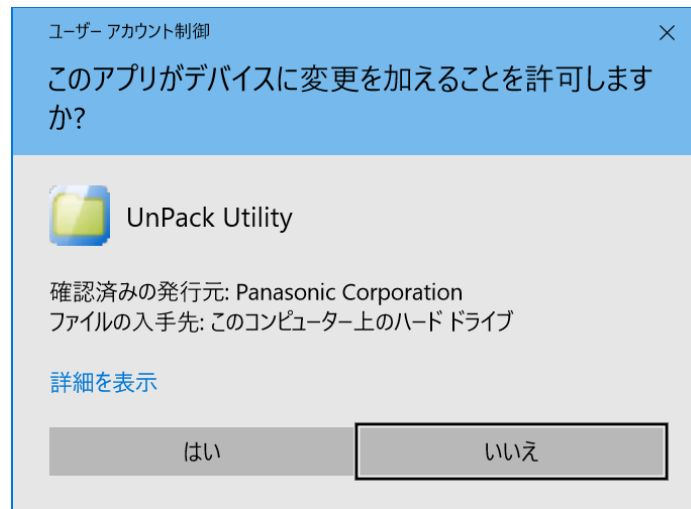 ユーザー アカウント制御
このアプリがデバイスに変更を加えることを許可します
か?
UnPack Utility
確認済みの発行元: Panasonic Corporation
ファイルの入手先: このコンピューター上のハード ドライブ
詳細を表示
はい
いいえ